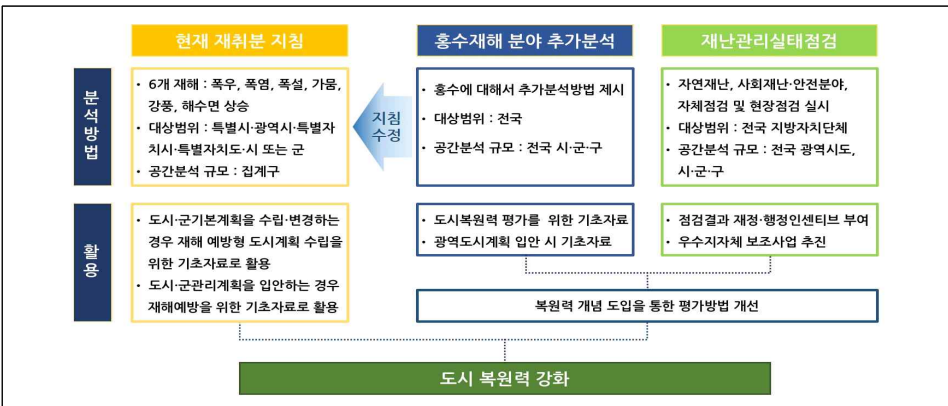 현재 재취분 지침
홍수재해 분야 추가분석
재난관리실태점검
분석방법
• 6개 재해 : 폭우, 폭염, 폭설, 가뭄,
강풍, 해수면 상승
• 대상범위 : 특별시·광역시·특별자
치시·특별자치도·시 또는 군
• 공간분석 규모 : 집계구
지침
수정
• 홍수에 대해서 추가분석방법 제시
• 대상범위 : 전국
• 공간분석 규모 : 전국 시·군·구
• 자연재난, 사회재난·안전분야,
자체점검 및 현장점검 실시
• 대상범위 : 전국 지방자치단체
• 공간분석 규모 : 전국 광역시도,
시·군·구
활용
• 도시·군기본계획을 수립·변경하는
경우 재해 예방형 도시계획 수립을
위한 기초자료로 활용
• 도시·군관리계획을 입안하는 경우
재해예방을 위한 기초자료로 활용
• 도시복원력 평가를 위한 기초자료
• 광역도시계획 입안 시 기초자료
• 점검결과 재정·행정인센티브 부여
• 우수지자체 보조사업 추진
복원력 개념 도입을 통한 평가방법 개선
도시 복원력 강화